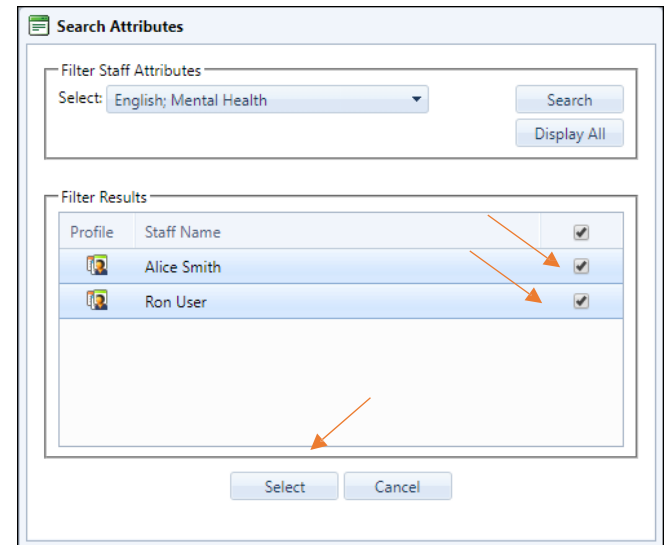 Search Attributes
Filter Staff Attributes
Select: English; Mental Health
Search
Display All
Filter Results
Profile Staff Name
Alice Smith
Ron User
Select Cancel